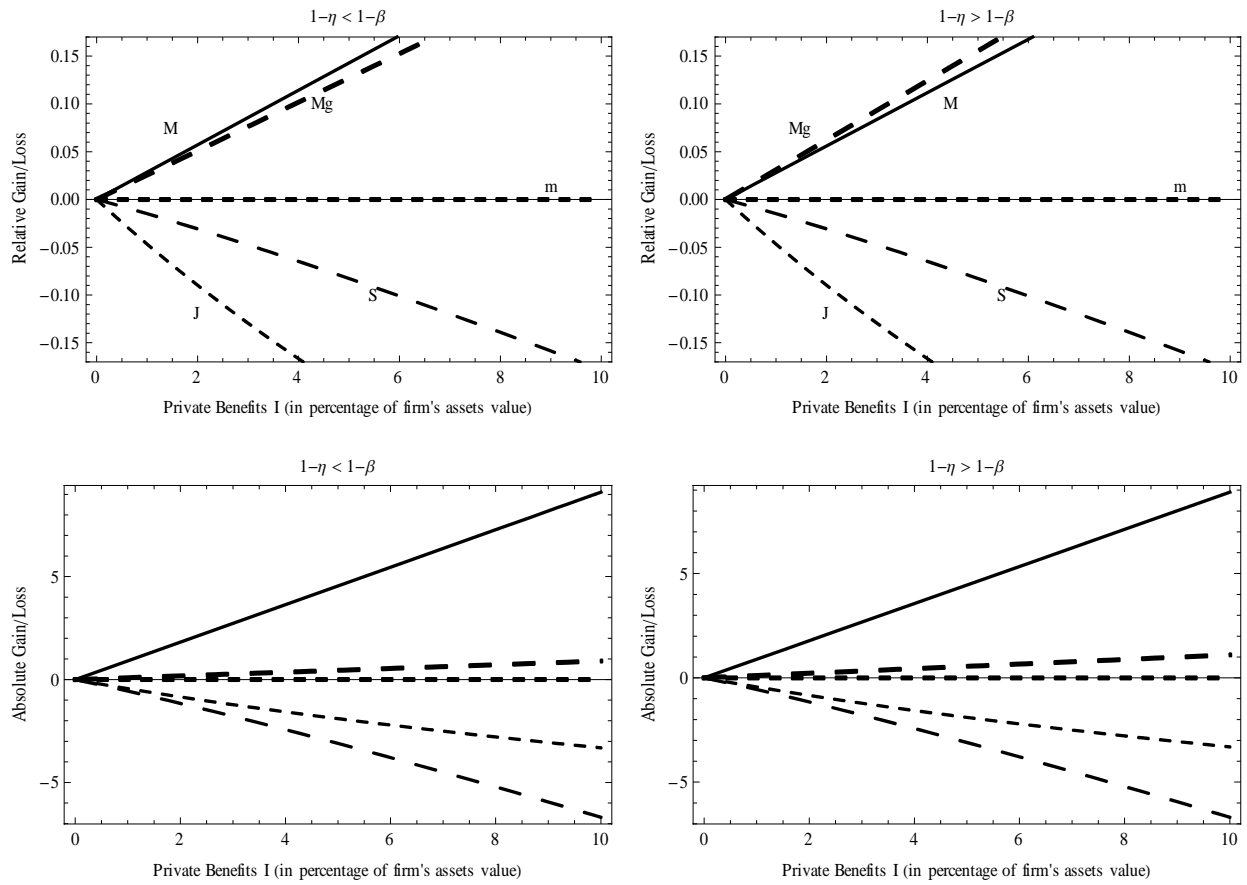 1−η < 1−β
0.15
0.10
0.05
0.00
−0.05
−0.10
−0.15
Relative Gain/Loss
M
Mg
m
S
J
0 2 4 6 8 10
Private Benefits I (in percentage of firm's assets value)
1−η > 1−β
0.15
0.10
0.05
0.00
−0.05
−0.10
−0.15
Relative Gain/Loss
Mg
M
m
S
J
0 2 4 6 8 10
Private Benefits I (in percentage of firm's assets value)
1−η < 1−β
5
0
−5
Absolute Gain/Loss
0 2 4 6 8 10
Private Benefits I (in percentage of firm's assets value)
1−η > 1−β
5
0
−5
Absolute Gain/Loss
0 2 4 6 8 10
Private Benefits I (in percentage of firm's assets value)